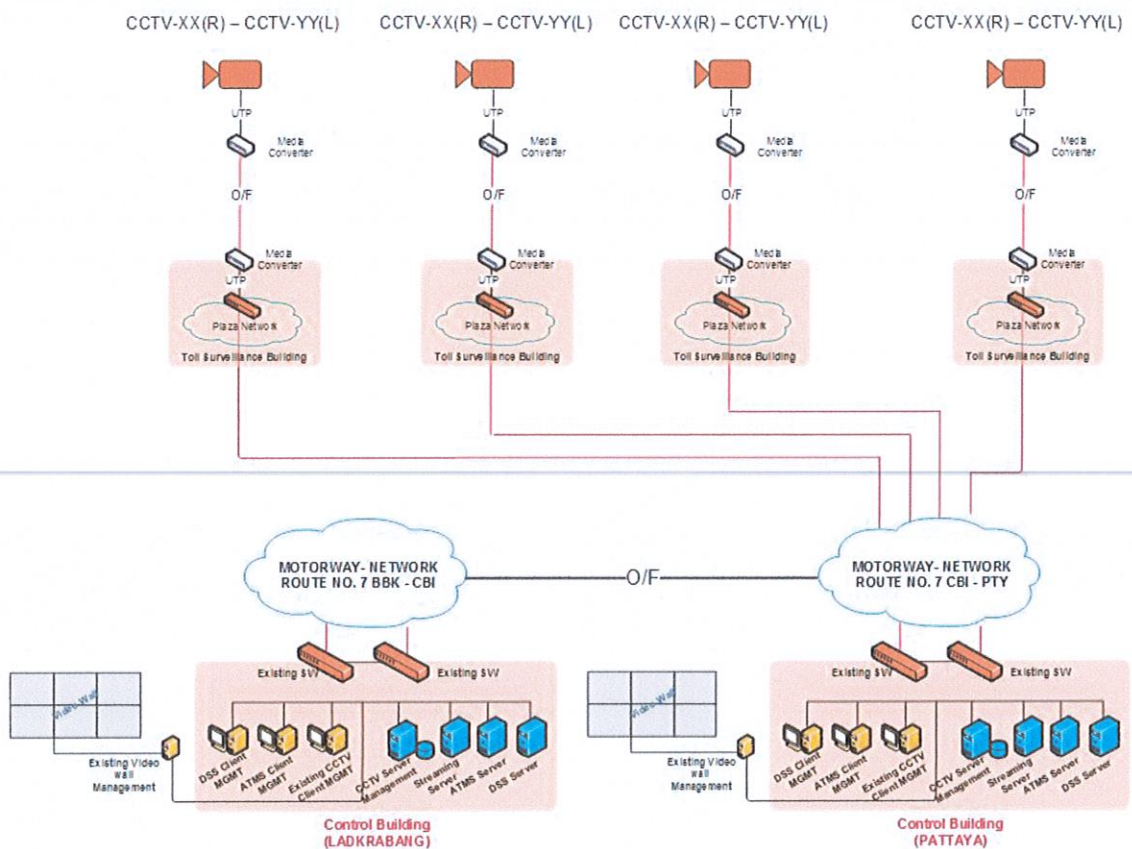 CCTV-XX(R) – CCTV-YY(L)
CCTV-XX(R) – CCTV-YY(L)
CCTV-XX(R) – CCTV-YY(L)
CCTV-XX(R) – CCTV-YY(L)
UTP
UTP
UTP
UTP
Media
Converter
Media
Converter
Media
Converter
Media
Converter
O/F
O/F
O/F
O/F
Media
Converter
Media
Converter
Media
Converter
Media
Converter
UTP
UTP
UTP
UTP
Plaza Network
Plaza Network
Plaza Network
Plaza Network
Toll Surveillance Building
Toll Surveillance Building
Toll Surveillance Building
Toll Surveillance Building
MOTORWAY- NETWORK
ROUTE NO. 7 BBK - CBI
O/F
MOTORWAY- NETWORK
ROUTE NO. 7 CBI - PTY
Existing SW
Existing SW
Existing SW
Existing SW
Video Wall
Existing Video
wall
Management
DSS Client
MGMT
ATMS Client
MGMT
Existing CCTV
Client MGMT
CCTV Server
Management
Streaming
Server
ATMS Server
DSS Server
Control Building
(LADKRABANG)
Video Wall
Existing Video
wall
Management
DSS Client
MGMT
ATMS Client
MGMT
Existing CCTV
Client MGMT
CCTV Server
Management
Streaming
Server
ATMS Server
DSS Server
Control Building
(PATTAYA)